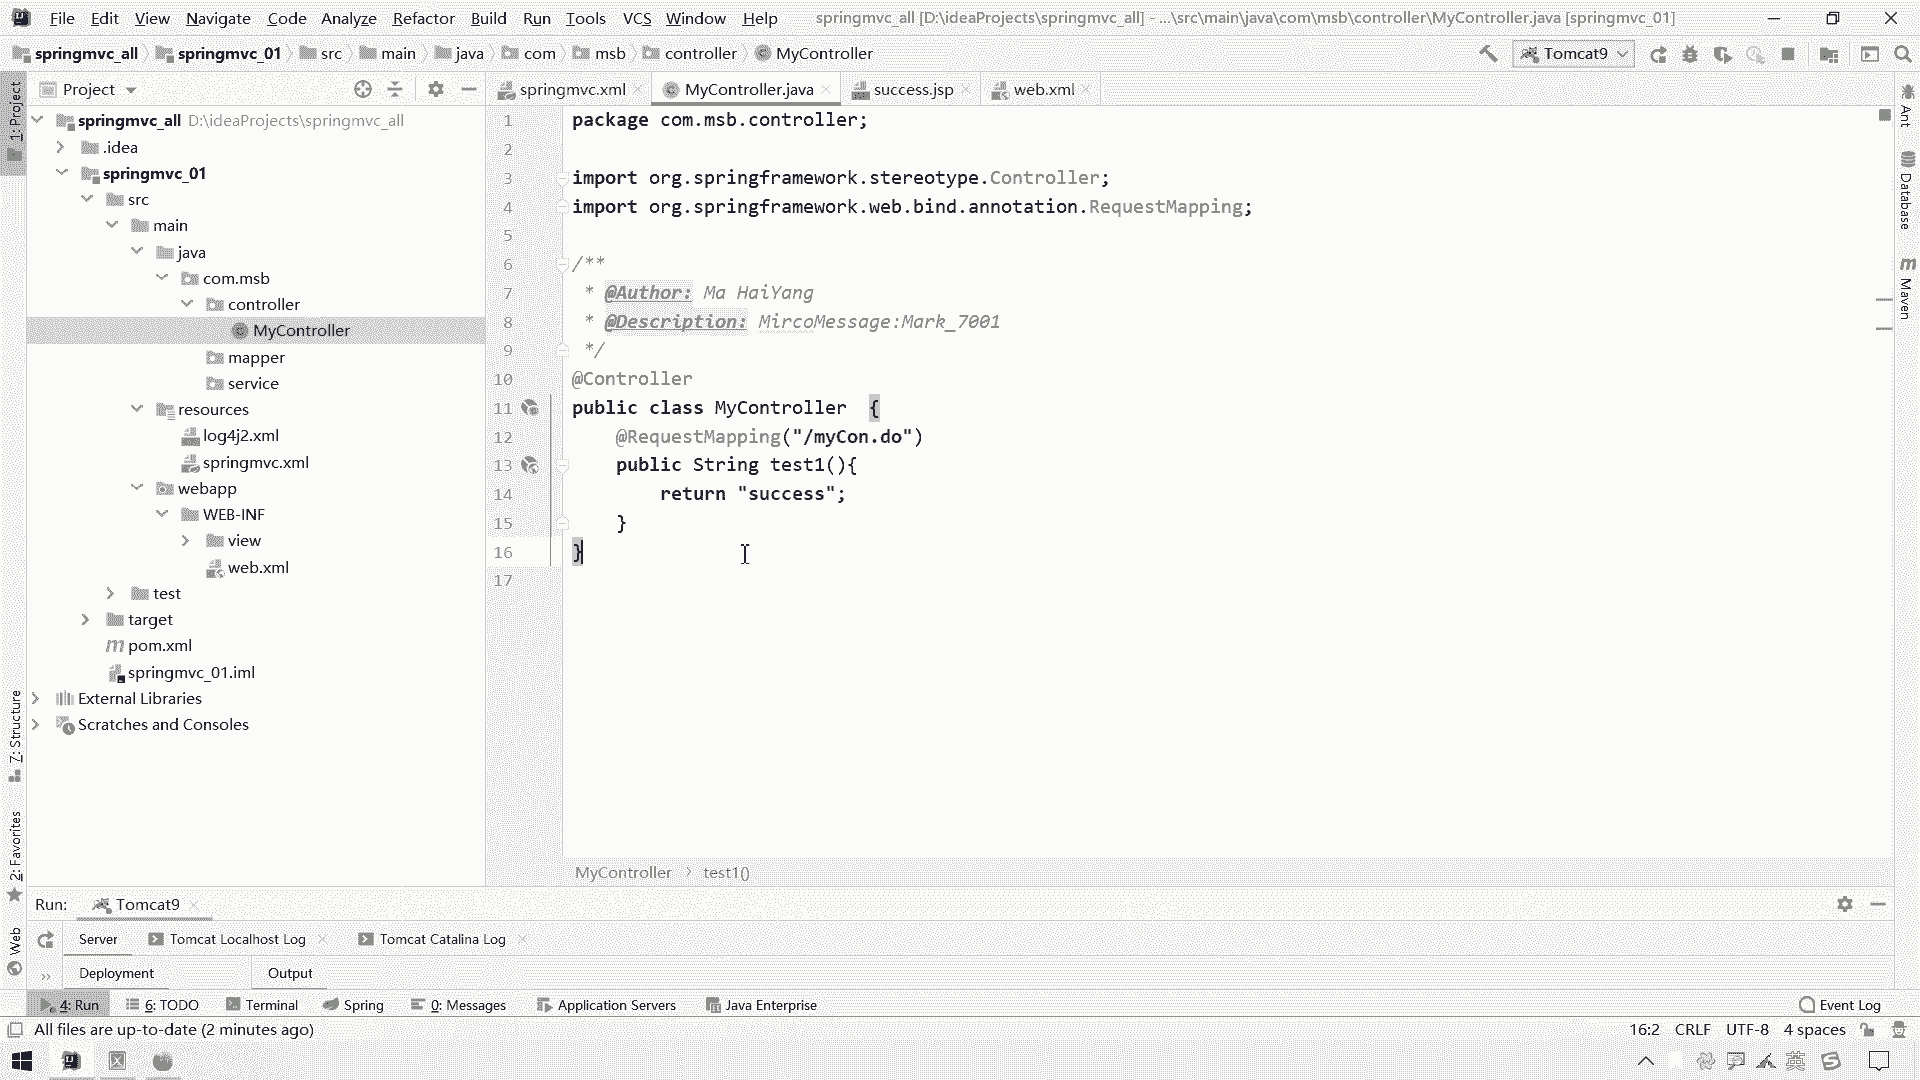 File Edit View Navigate Code Analyze Refactor Build Run Tools VCS Window Help springmvc_all [D:\ideaProjects\springmvc_all] - ...\src\main\java\com\msb\controller\MyController.java [springmvc_01]
springmvc_all springmvc_01 src main java com msb controller MyController Tomcat9
1: Project
Project
springmvc.xml MyController.java success.jsp web.xml
springmvc_all D:\ideaProjects\springmvc_all
.idea
springmvc_01
src
main
java
com.msb
controller
MyController
mapper
service
resources
log4j2.xml
springmvc.xml
webapp
WEB-INF
view
web.xml
test
target
pom.xml
springmvc_01.iml
External Libraries
Scratches and Consoles
1 package com.msb.controller;
2
3 import org.springframework.stereotype.Controller;
4 import org.springframework.web.bind.annotation.RequestMapping;
5
6 /**
7 * @Author: Ma HaiYang
8 * @Description: MircoMessage:Mark_7001
9 */
10 @Controller
11 public class MyController {
12 @RequestMapping("/myCon.do")
13 public String test1(){
14 return "success";
15 }
16 }
17
MyController › test1()
Ant
Database
m Maven
7: Structure
2: Favorites
Web
Run: Tomcat9
Server Tomcat Localhost Log Tomcat Catalina Log
» Deployment Output
4: Run 6: TODO Terminal Spring 0: Messages Application Servers Java Enterprise Event Log
All files are up-to-date (2 minutes ago) 16:2 CRLF UTF-8 4 spaces
英